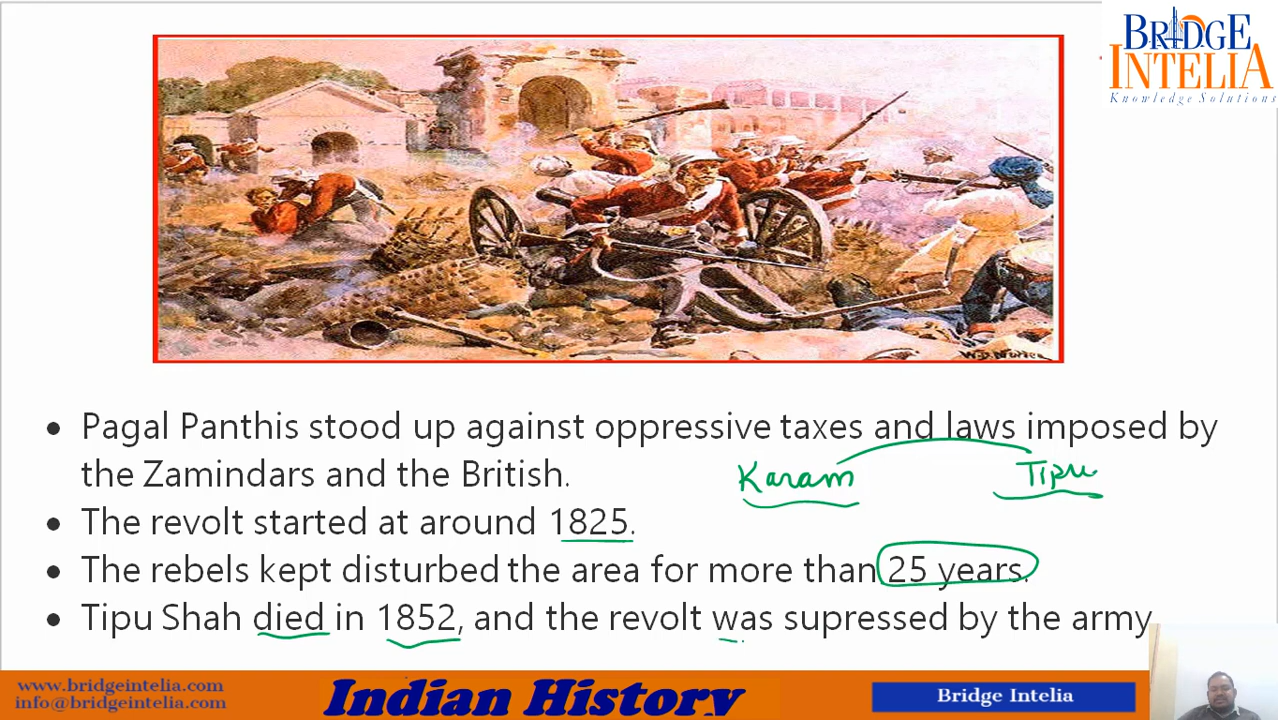 BRIDGE
INTELIA
Knowledge Solutions
• Pagal Panthis stood up against oppressive taxes and laws imposed by
the Zamindars and the British.
Karam Tipu
• The revolt started at around 1825.
• The rebels kept disturbed the area for more than 25 years.
• Tipu Shah died in 1852, and the revolt was supressed by the army
www.bridgeintelia.com
info@bridgeintelia.com
Indian History
Bridge Intelia